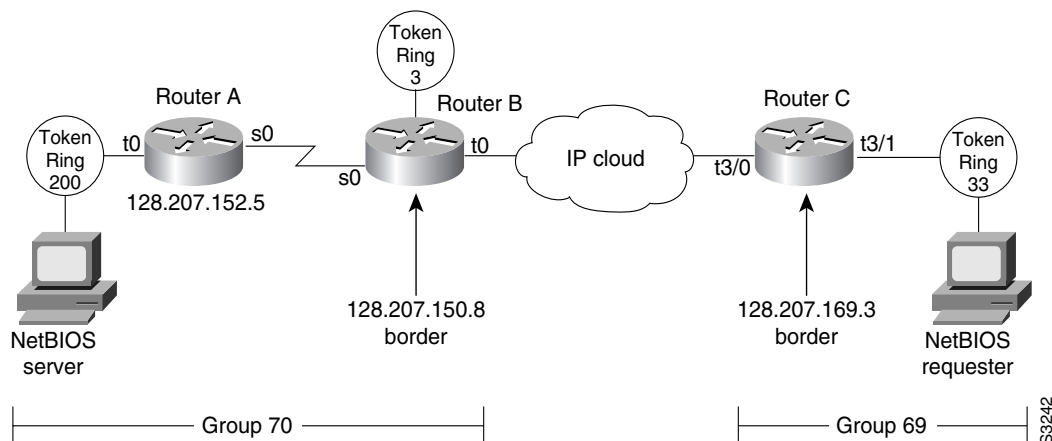 Token
Ring
3
Router A
Router B
Router C
Token
Ring
200
t0
s0
s0
t0
IP cloud
t3/0
t3/1
Token
Ring
33
128.207.152.5
NetBIOS
server
128.207.150.8
border
128.207.169.3
border
NetBIOS
requester
Group 70
Group 69
S3242